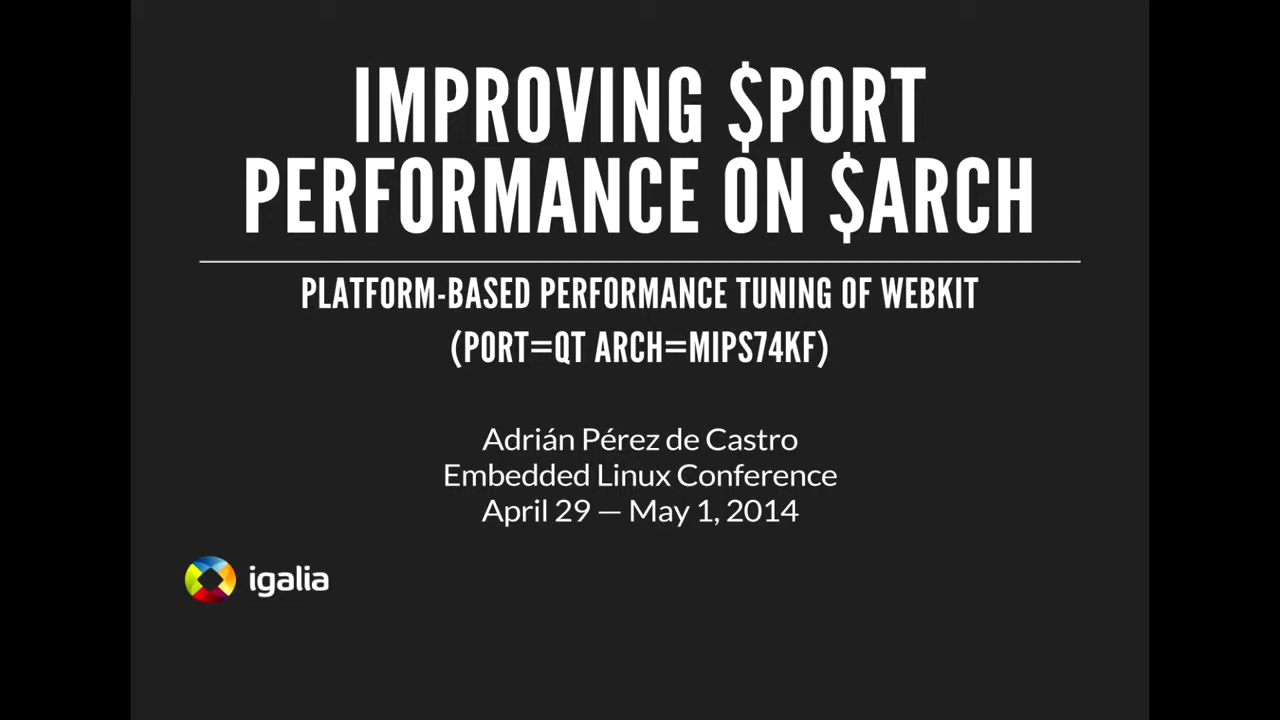 IMPROVING $PORT
PERFORMANCE ON $ARCH
PLATFORM-BASED PERFORMANCE TUNING OF WEBKIT
(PORT=QT ARCH=MIPS74KF)
Adrián Pérez de Castro
Embedded Linux Conference
April 29 — May 1, 2014
igalia